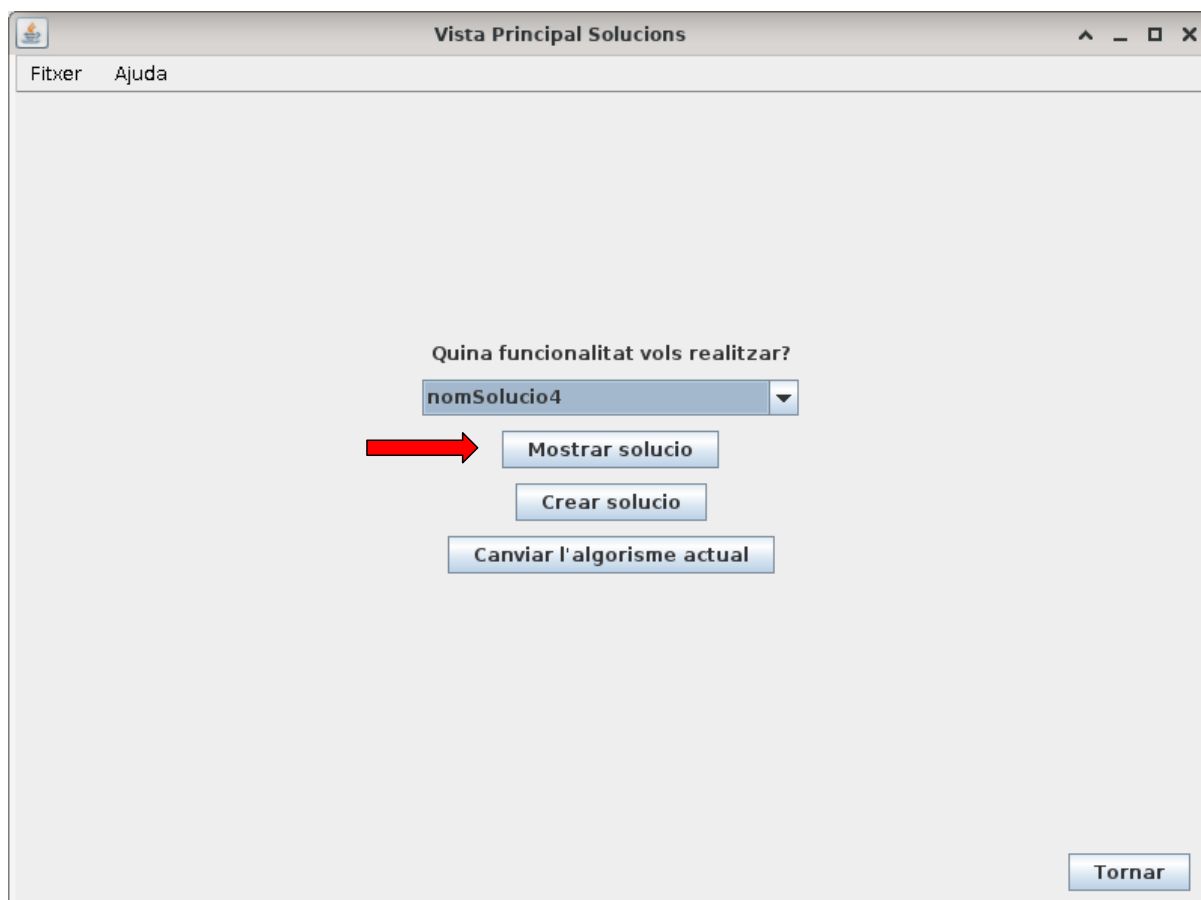 Vista Principal Solucions
Fitxer Ajuda
Quina funcionalitat vols realitzar?
nomSolucio4
Mostrar solucio
Crear solucio
Canviar l'algorisme actual
Tornar